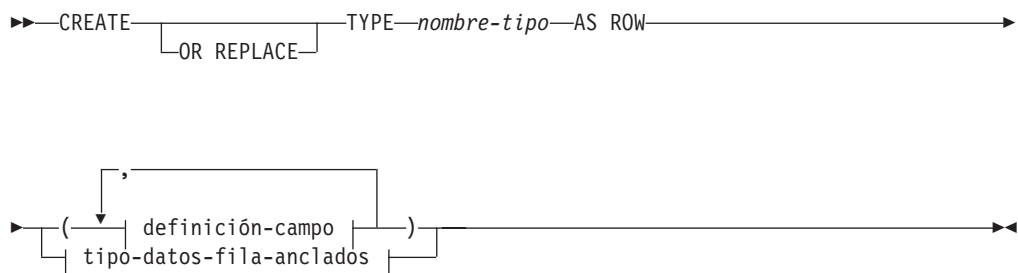 CREATE TYPE nombre-tipo AS ROW
OR REPLACE
,
( definición-campo )
tipo-datos-fila-anclados